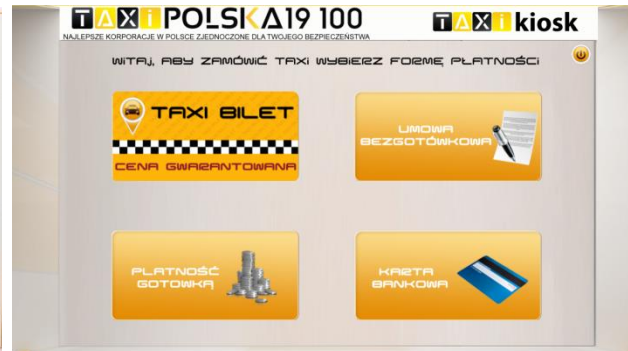 TAXi POLSKA 19 100
TAXi kiosk
NAJLEPSZE KORPORACJE W POLSCE ZJEDNOCZONE DLA TWOJEGO BEZPIECZEŃSTWA
WITAJ, ABY ZAMÓWIĆ TAXI WYBIERZ FORMĘ PŁATNOŚCI
TAXI BILET
CENA GWARANTOWANA
UMOWA
BEZGOTÓWKOWA
PŁATNOŚĆ
GOTÓWKĄ
KARTA
BANKOWA